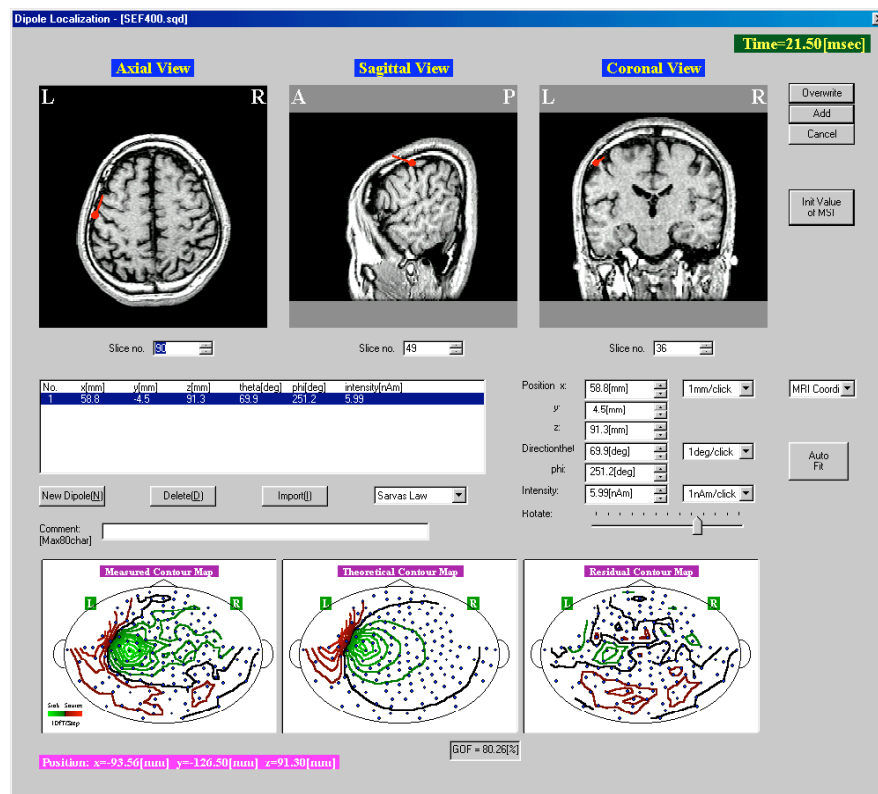 Dipole Localization - [SEF400.sqd]
Time=21.50[msec]
Axial View
Sagittal View
Coronal View
L R
A P
L R
Overwrite
Add
Cancel
Init Value
of MSI
Slice no. 90
Slice no. 49
Slice no. 36
No. x[mm] y[mm] z[mm] theta[deg] phi[deg] intensity[nAm]
1 58.8 -4.5 91.3 69.9 251.2 5.99
Position x: 58.8[mm] 1mm/click
y: 4.5[mm]
z: 91.3[mm]
Directionthel 69.9[deg] 1deg/click
phi: 251.2[deg]
Intensity: 5.99[nAm] 1nAm/click
Rotate:
MRI Coordi
Auto
Fit
New Dipole(N) Delete(D) Import(I) Sarvas Law
Comment:
[Max80char]
Measured Contour Map
Theoretical Contour Map
Residual Contour Map
L R
L R
L R
Sink Source
10fT/Step
GOF = 80.26[%]
Position: x=-93.56[mm] y=-126.50[mm] z=91.30[mm]